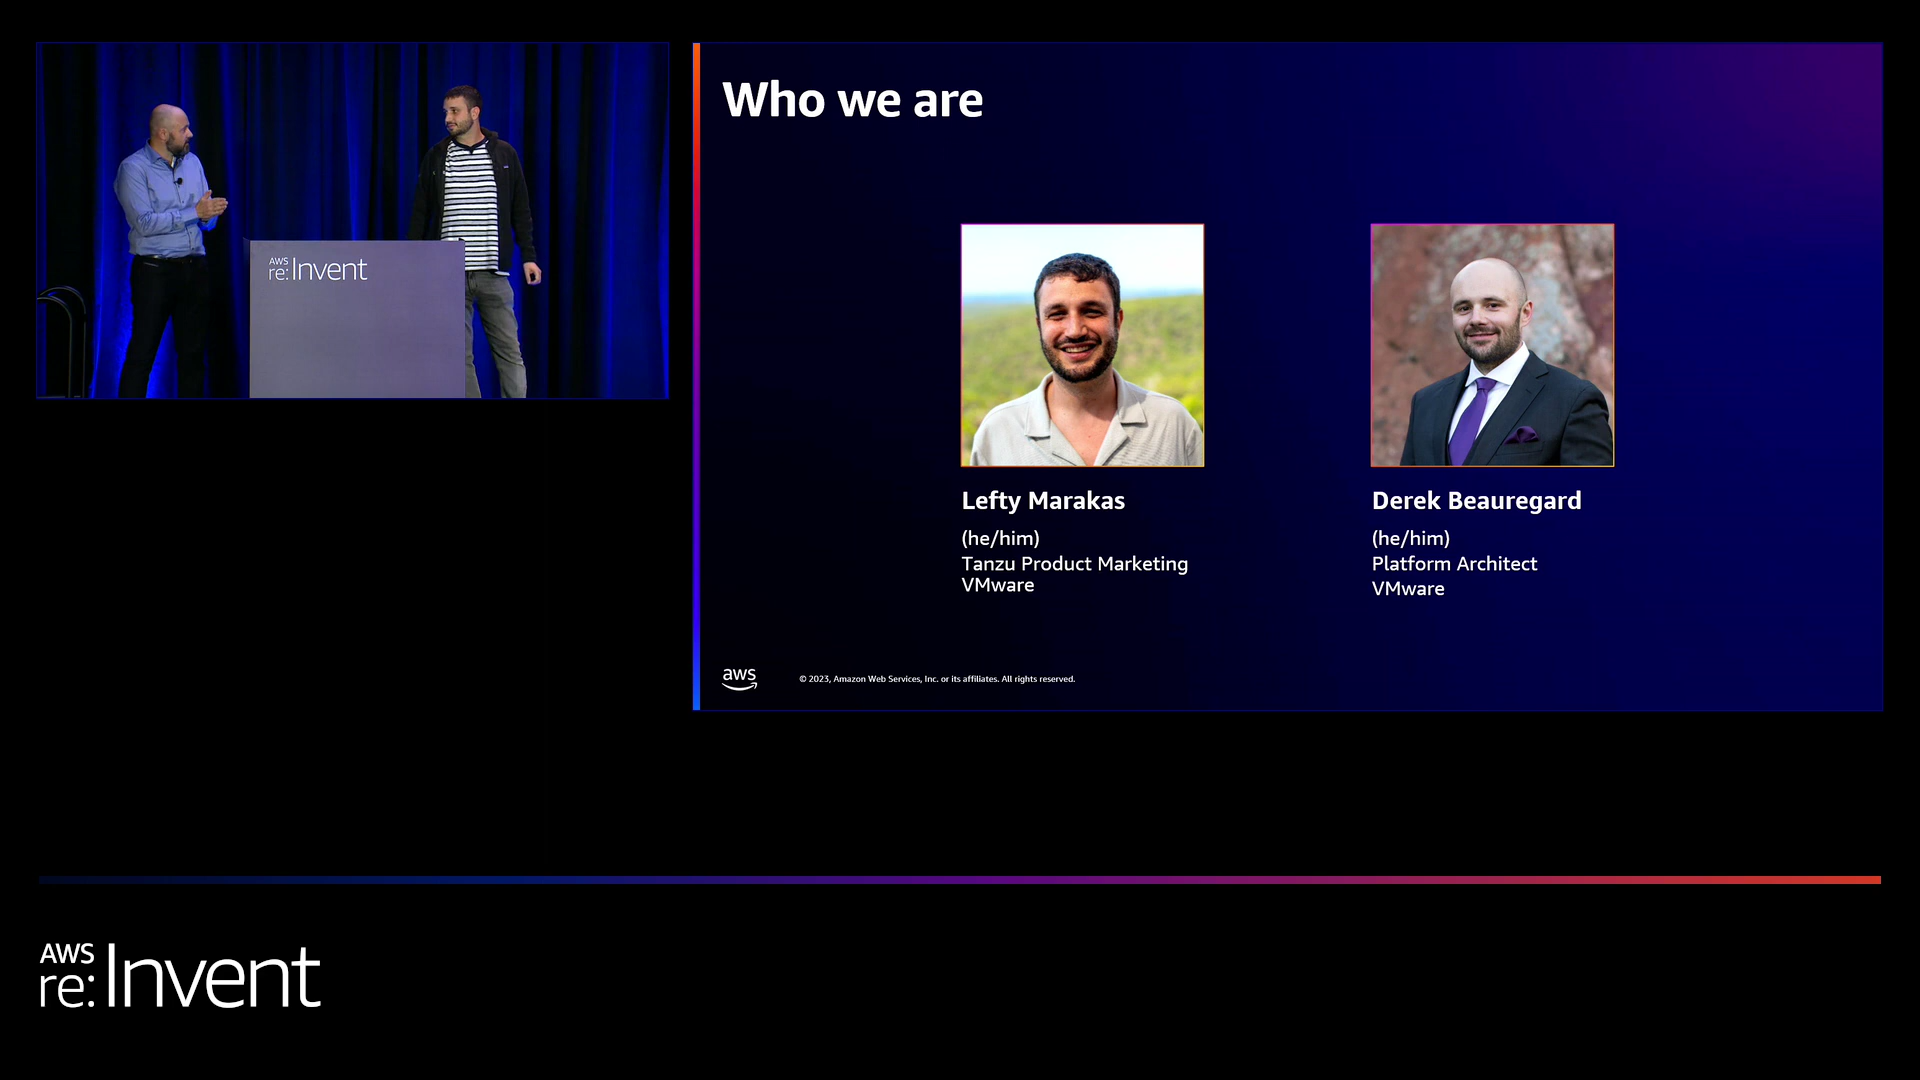 AWS
re:Invent
Who we are
Lefty Marakas
(he/him)
Tanzu Product Marketing
VMware
Derek Beauregard
(he/him)
Platform Architect
VMware
aws
© 2023, Amazon Web Services, Inc. or its affiliates. All rights reserved.
AWS
re:Invent